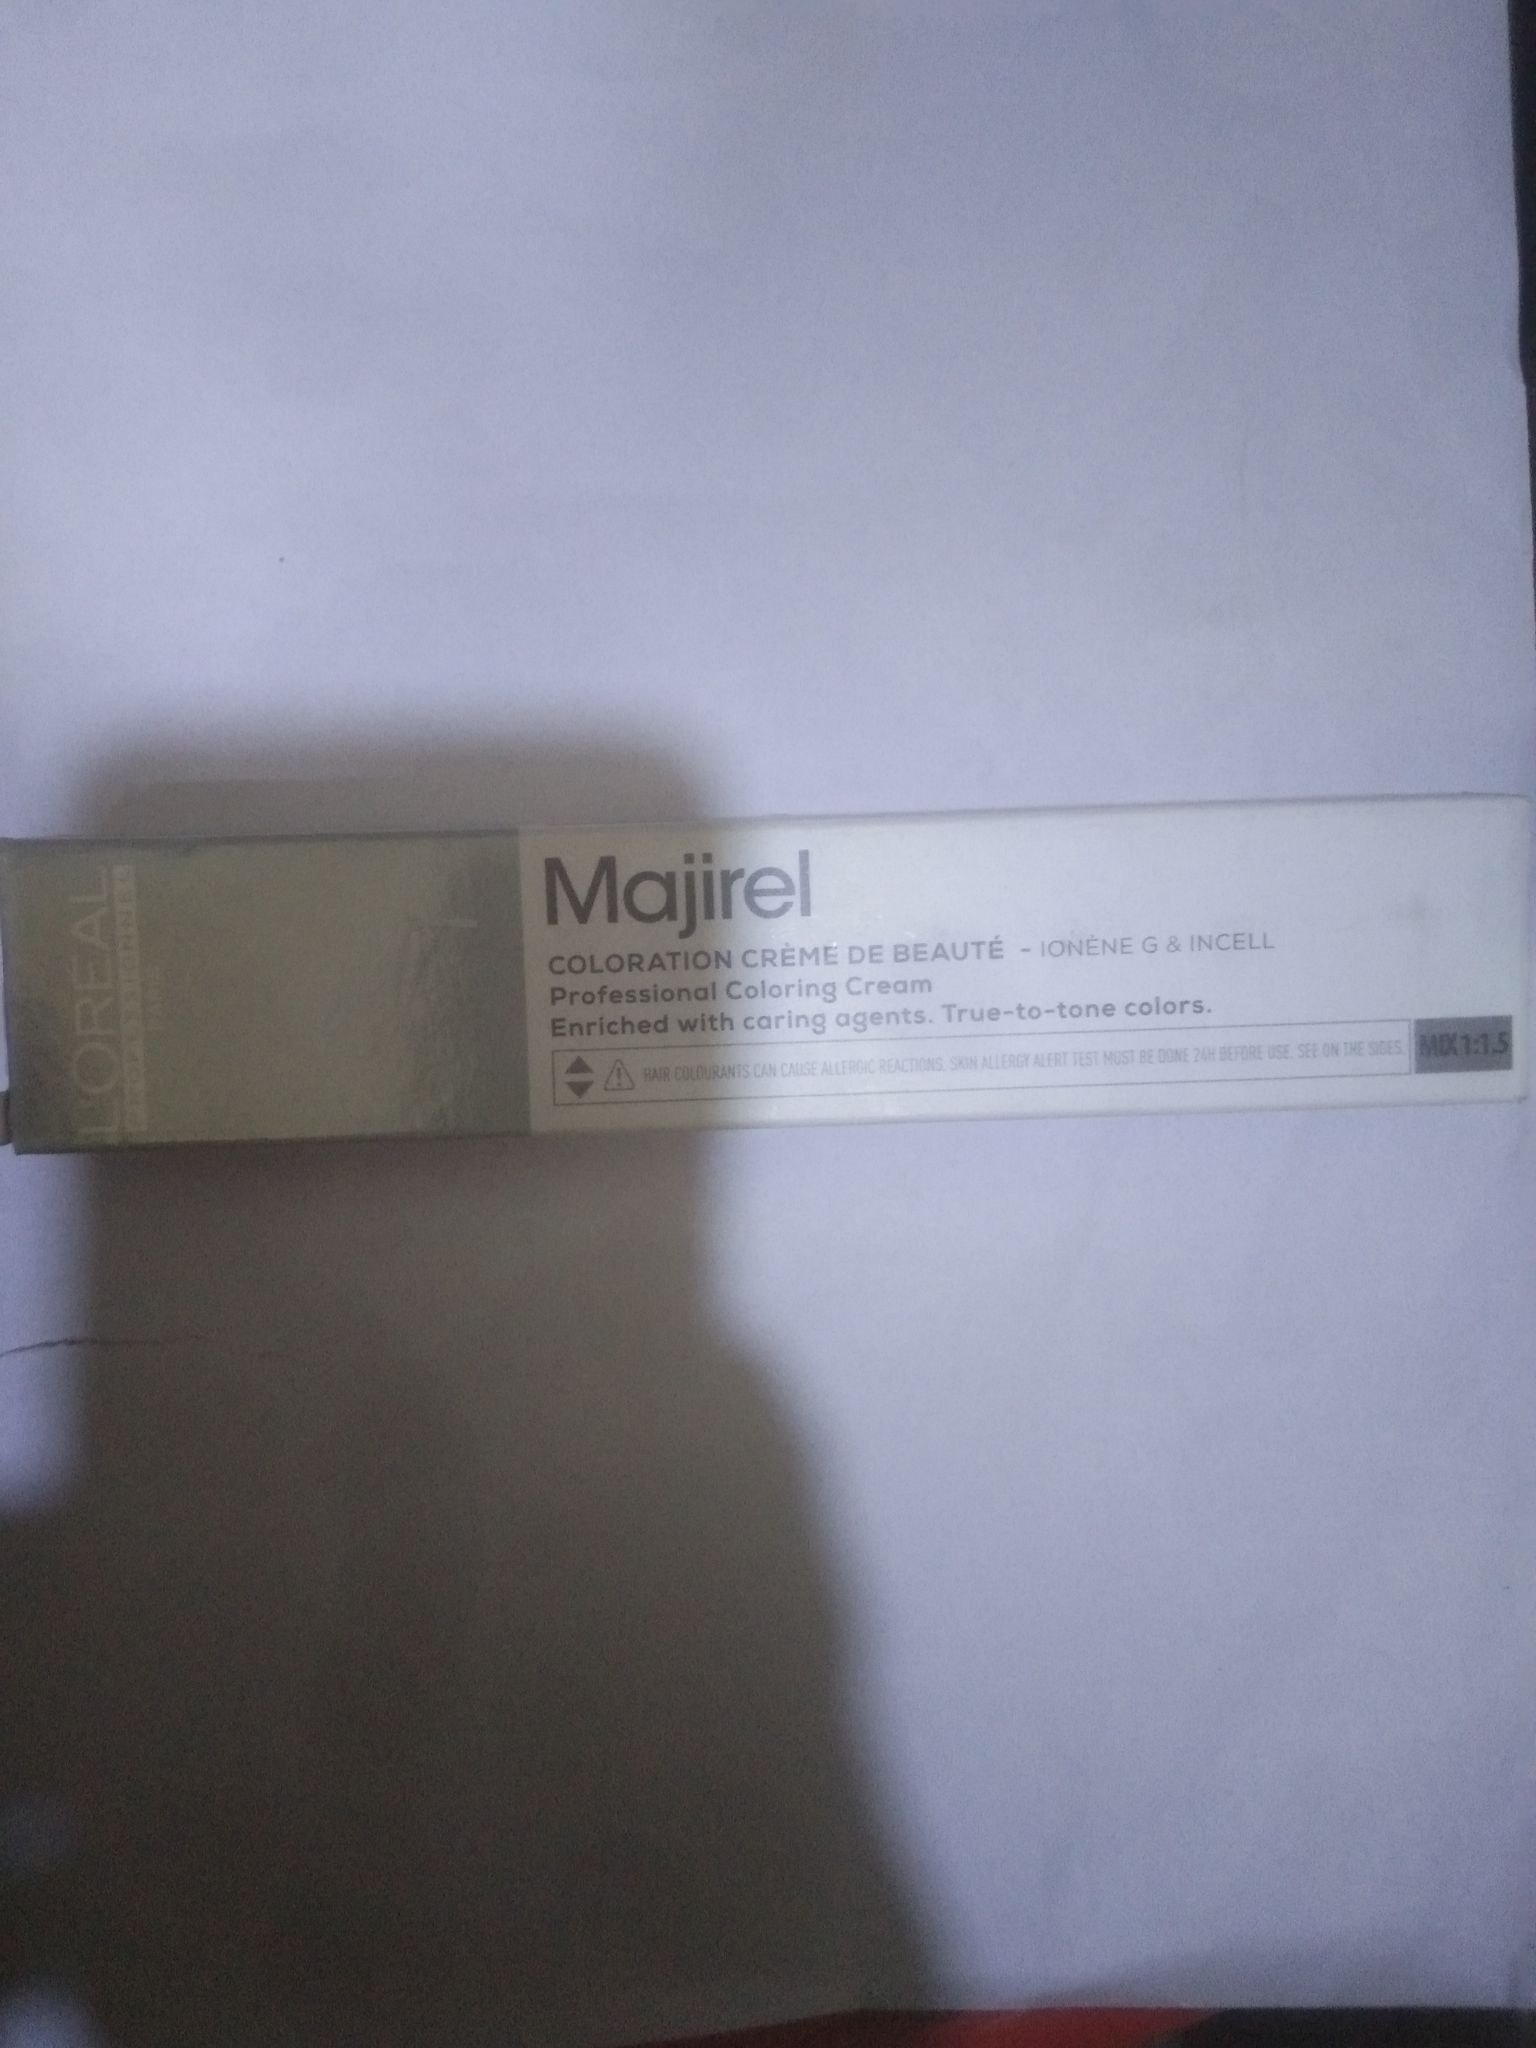 L'ORÉAL
PROFESSIONNEL
PARIS
Majirel
COLORATION CRÈME DE BEAUTÉ - IONÈNE G & INCELL
Professional Coloring Cream
Enriched with caring agents. True-to-tone colors.
HAIR COLOURANTS CAN CAUSE ALLERGIC REACTIONS. SKIN ALLERGY ALERT TEST MUST BE DONE 24H BEFORE USE. SEE ON THE SIDES.
MIX 1:1.5